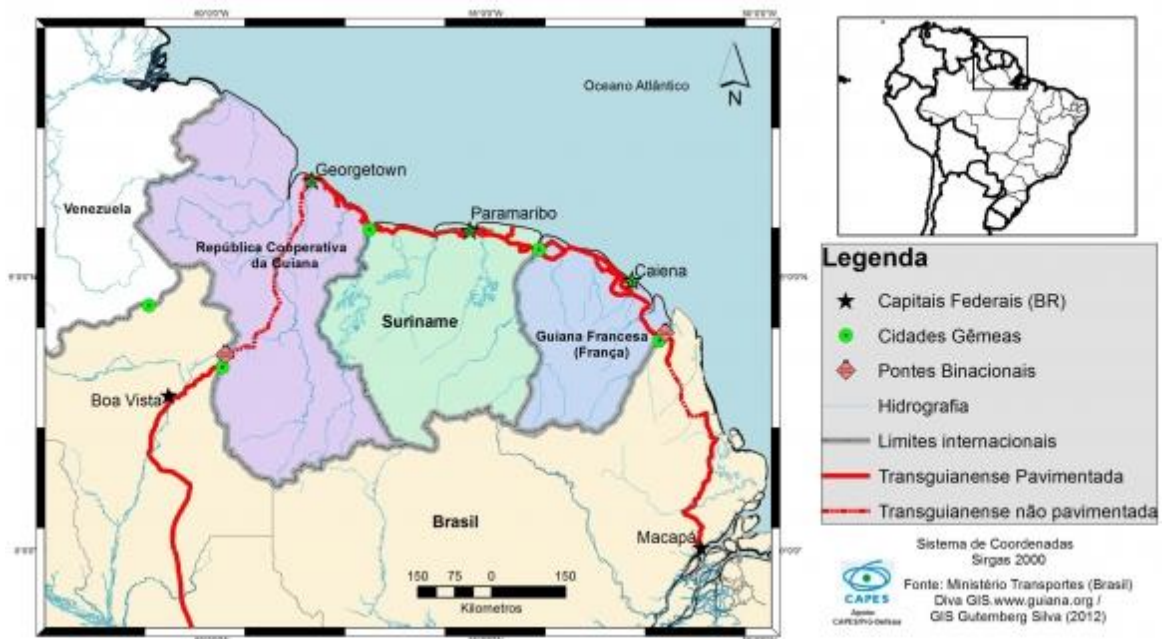 Oceano Atlântico
N
Georgetown
Venezuela
Paramaribo
República Cooperativa
da Guiana
Caiena
Suriname
Guiana Francesa
(França)
Boa Vista
Brasil
Macapá
150 75 0 150
Kilometros
Legenda
Capitais Federais (BR)
Cidades Gêmeas
Pontes Binacionais
Hidrografia
Limites internacionais
Transguianense Pavimentada
Transguianense não pavimentada
Sistema de Coordenadas
Sirgas 2000
CAPES
Fonte: Ministério Transportes (Brasil)
Diva GIS.www.guiana.org /
GIS Gutemberg Silva (2012)